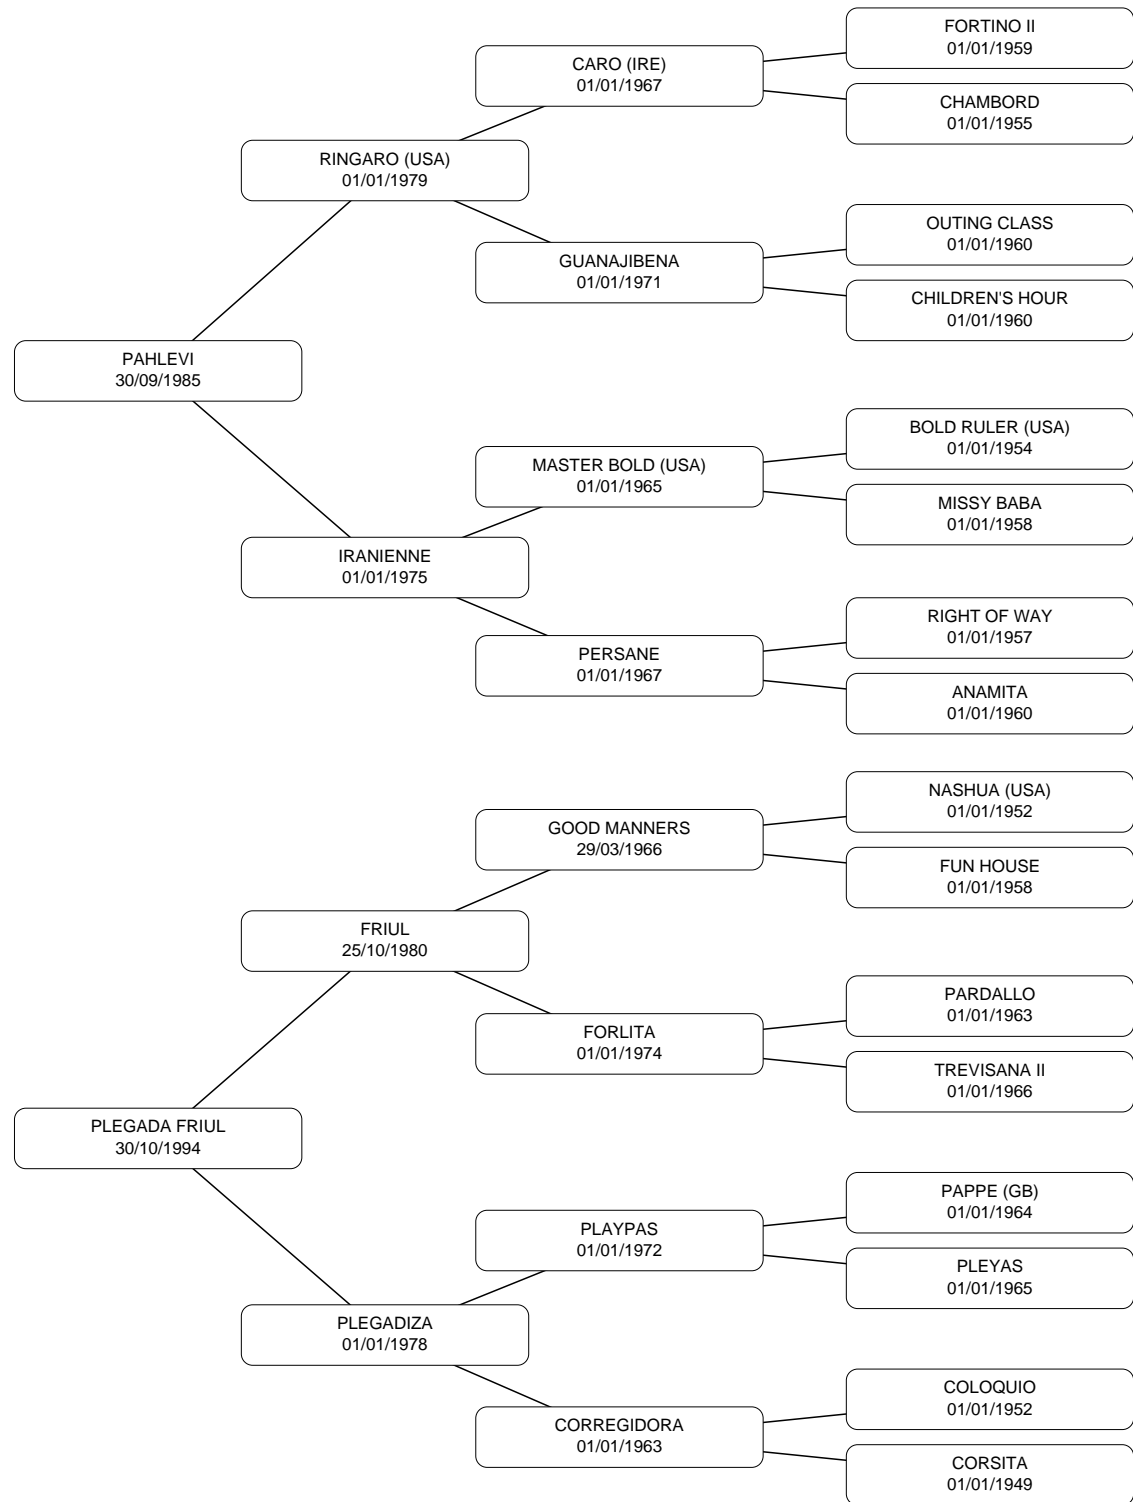 FORTINO II
01/01/1959
CARO (IRE)
01/01/1967
CHAMBORD
01/01/1955
RINGARO (USA)
01/01/1979
OUTING CLASS
01/01/1960
GUANAJIBENA
01/01/1971
CHILDREN'S HOUR
01/01/1960
PAHLEVI
30/09/1985
BOLD RULER (USA)
01/01/1954
MASTER BOLD (USA)
01/01/1965
MISSY BABA
01/01/1958
IRANIENNE
01/01/1975
RIGHT OF WAY
01/01/1957
PERSANE
01/01/1967
ANAMITA
01/01/1960
NASHUA (USA)
01/01/1952
GOOD MANNERS
29/03/1966
FUN HOUSE
01/01/1958
FRIUL
25/10/1980
PARDALLO
01/01/1963
FORLITA
01/01/1974
TREVISANA II
01/01/1966
PLEGADA FRIUL
30/10/1994
PAPPE (GB)
01/01/1964
PLAYPAS
01/01/1972
PLEYAS
01/01/1965
PLEGADIZA
01/01/1978
COLOQUIO
01/01/1952
CORREGIDORA
01/01/1963
CORSITA
01/01/1949